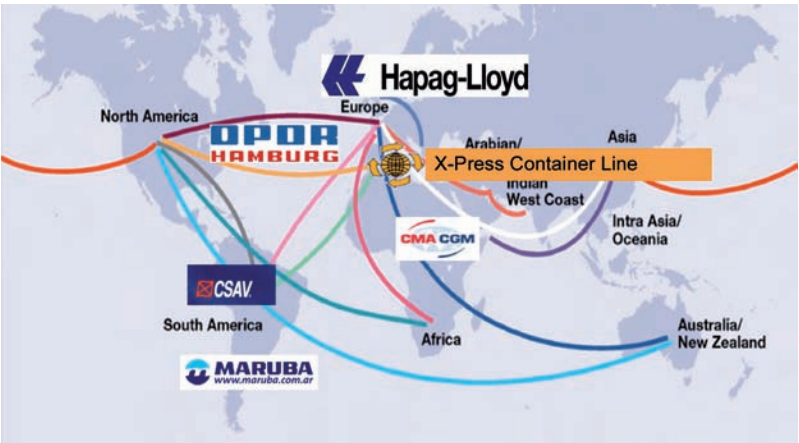 Hapag-Lloyd
Europe
North America
OPDR
HAMBURG
Arabian/
Asia
X-Press Container Line
Indian
West Coast
Intra Asia/
Oceania
CMA CGM
CSAV
South America
Africa
Australia/
New Zealand
MARUBA
www.maruba.com.ar